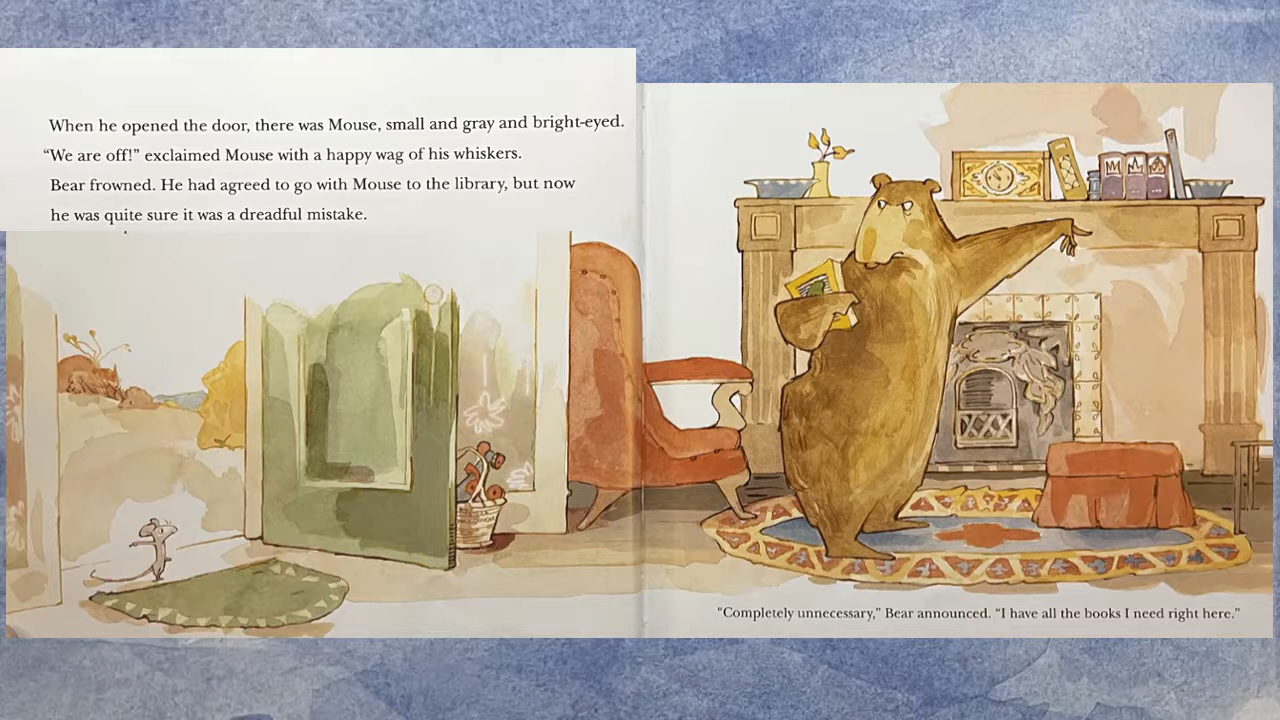 When he opened the door, there was Mouse, small and gray and bright-eyed.
“We are off!” exclaimed Mouse with a happy wag of his whiskers.
Bear frowned. He had agreed to go with Mouse to the library, but now
he was quite sure it was a dreadful mistake.
“Completely unnecessary,” Bear announced. “I have all the books I need right here.”